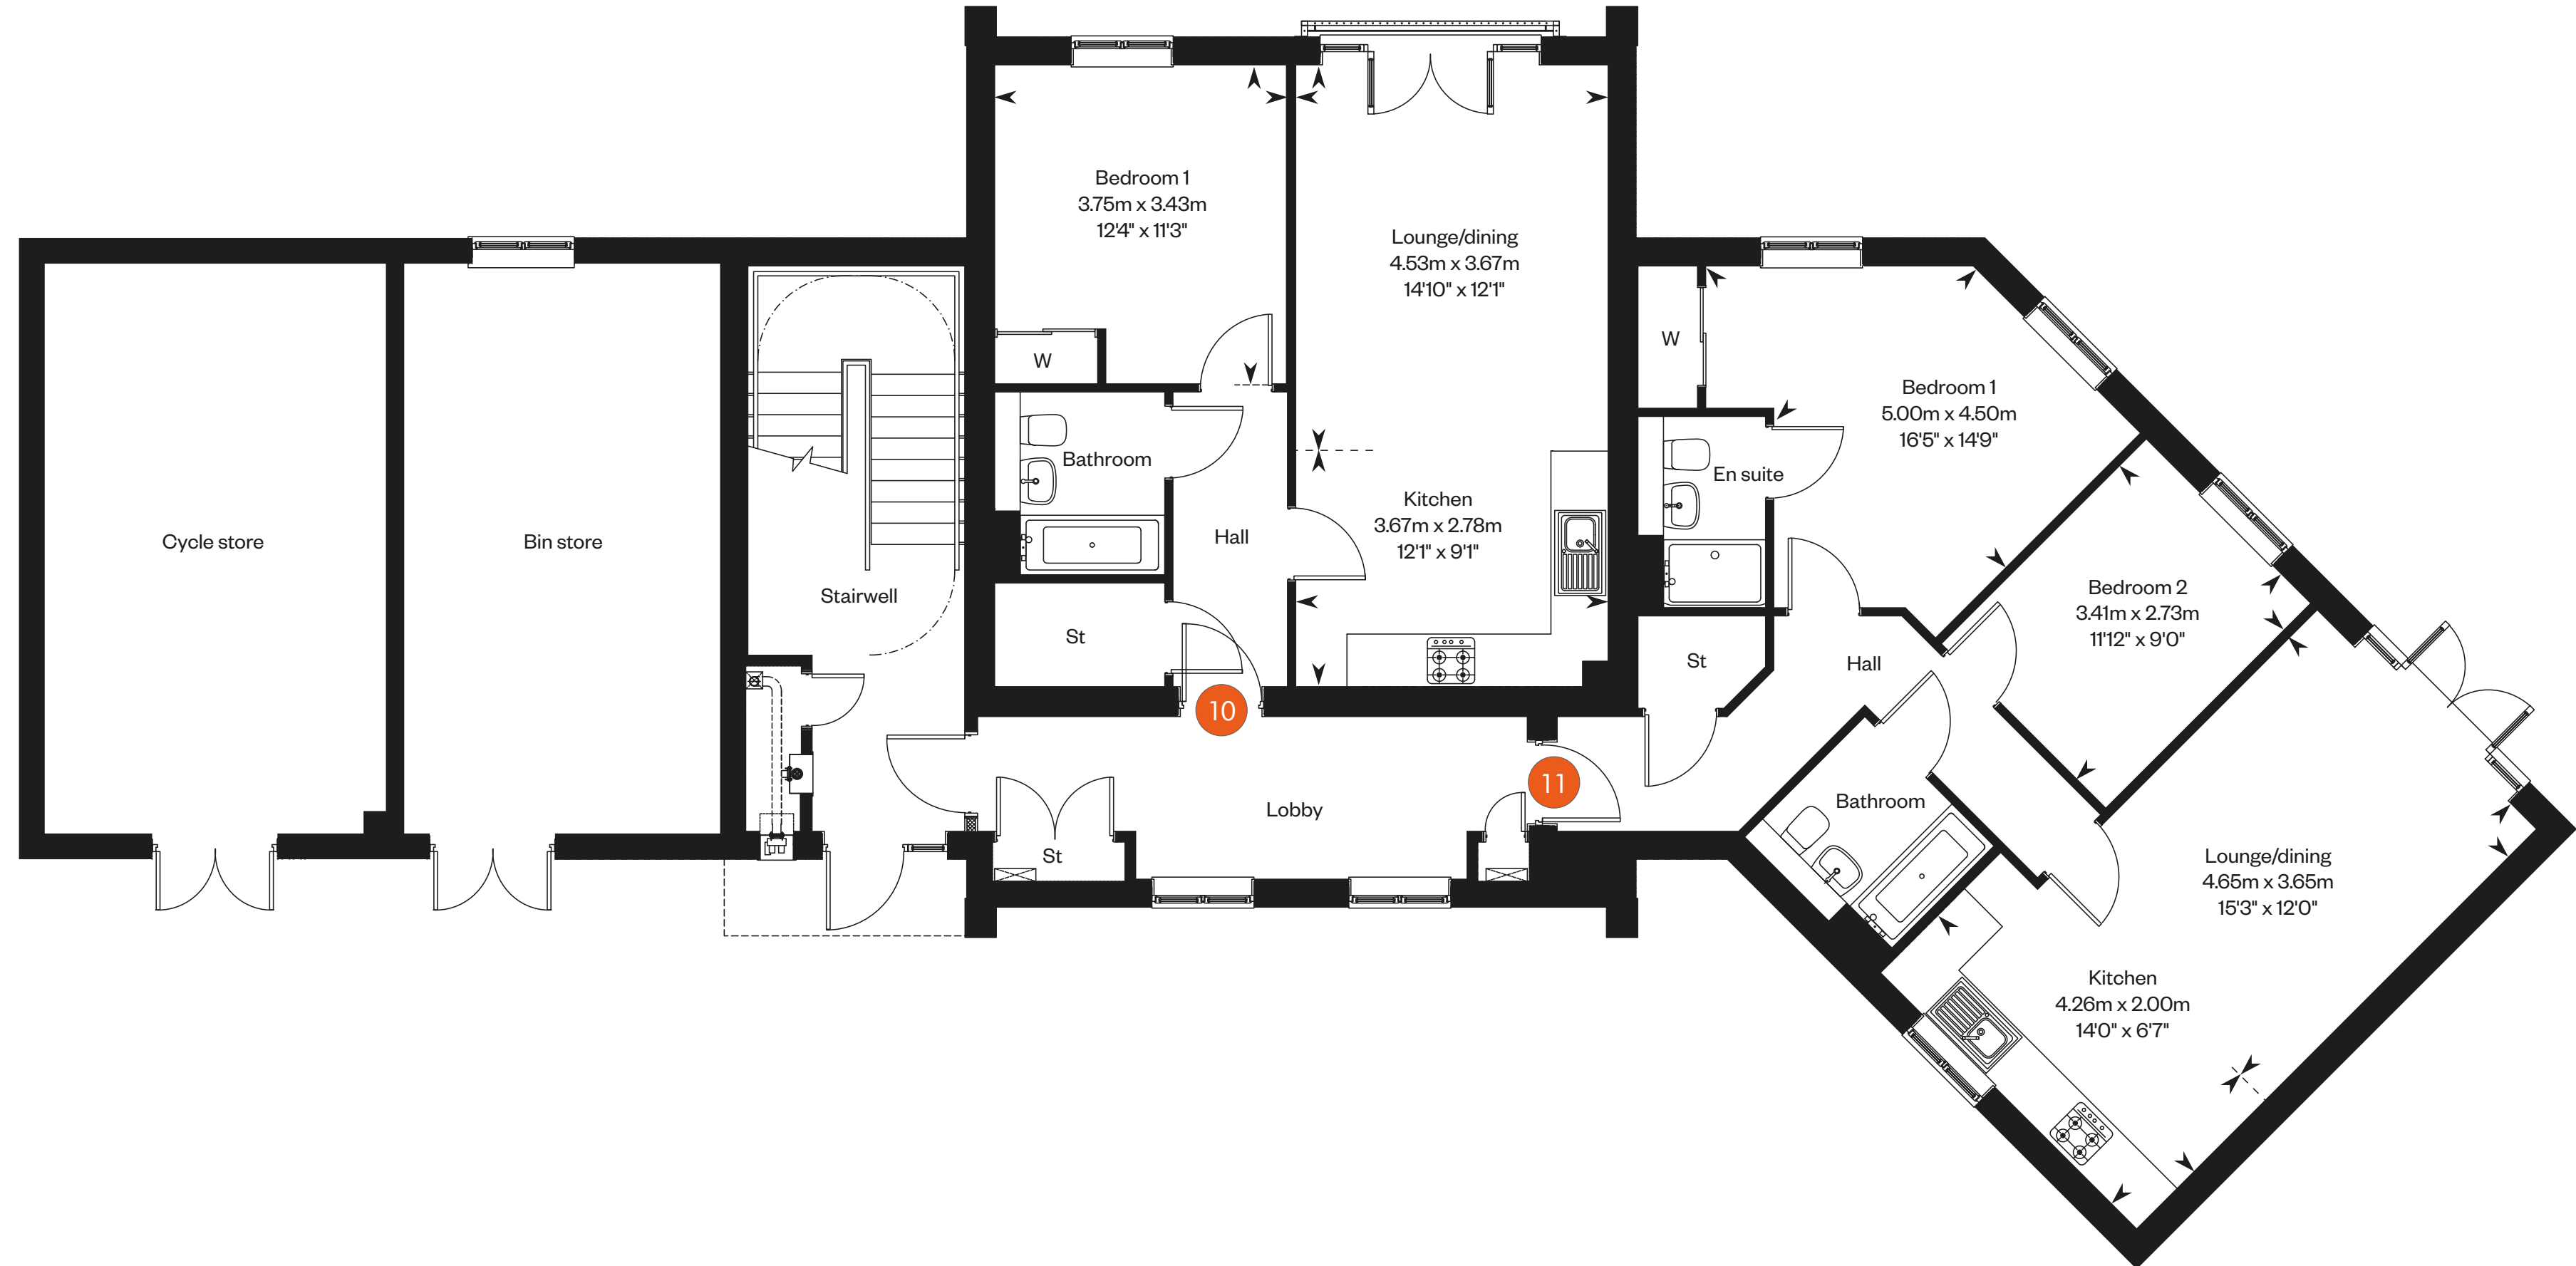 Cycle store
Bin store
Stairwell
Bedroom 1
3.75m x 3.43m
12'4" x 11'3"
W
Bathroom
Hall
St
10
Lounge/dining
4.53m x 3.67m
14'10" x 12'1"
Kitchen
3.67m x 2.78m
12'1" x 9'1"
Lobby
St
11
W
Bedroom 1
5.00m x 4.50m
16'5" x 14'9"
En suite
St
Hall
Bedroom 2
3.41m x 2.73m
11'12" x 9'0"
Bathroom
Lounge/dining
4.65m x 3.65m
15'3" x 12'0"
Kitchen
4.26m x 2.00m
14'0" x 6'7"